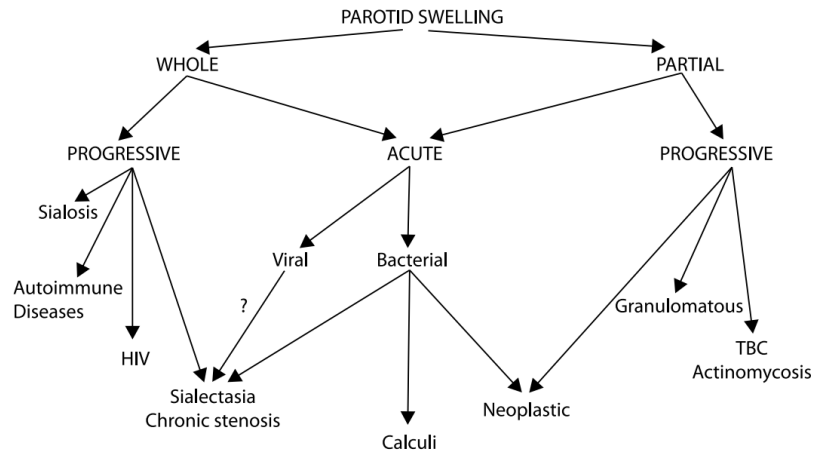 PAROTID SWELLING
WHOLE
PARTIAL
PROGRESSIVE
ACUTE
PROGRESSIVE
Sialosis
Viral
Bacterial
Autoimmune
Diseases
Granulomatous
?
HIV
TBC
Actinomycosis
Sialectasia
Chronic stenosis
Neoplastic
Calculi